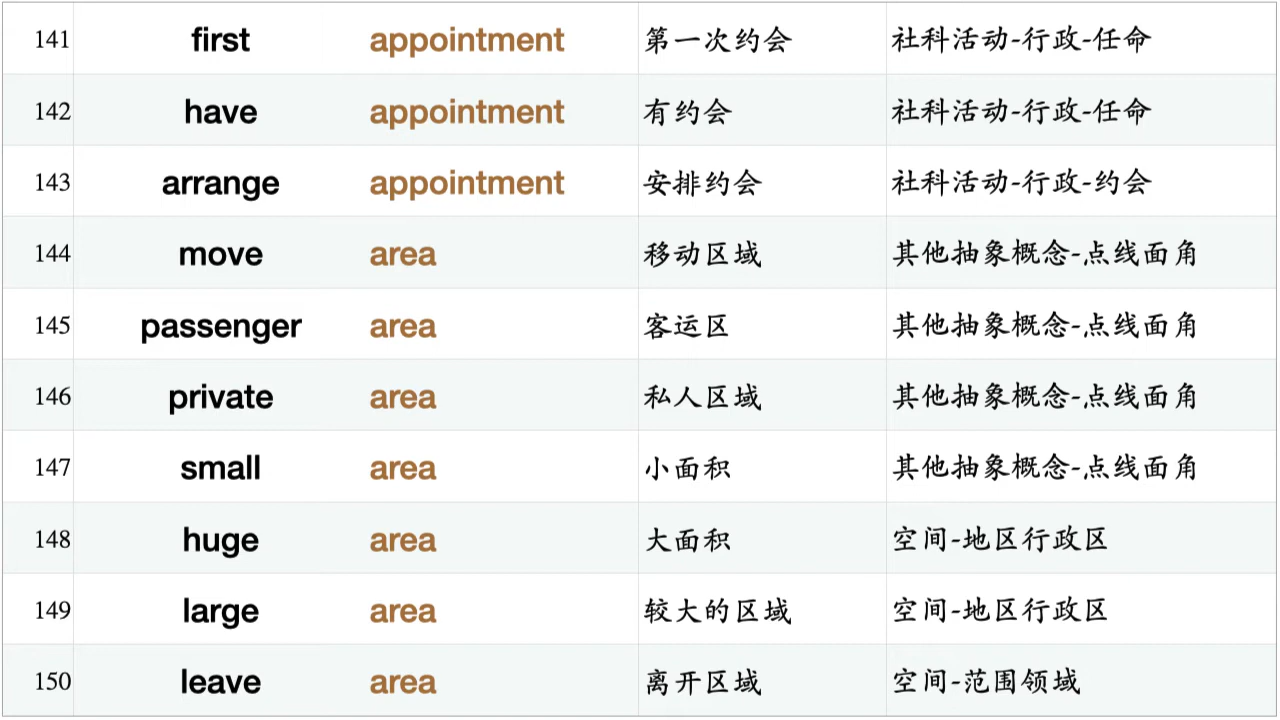 141 first appointment 第一次约会 社科活动-行政-任命
142 have appointment 有约会 社科活动-行政-任命
143 arrange appointment 安排约会 社科活动-行政-约会
144 move area 移动区域 其他抽象概念-点线面角
145 passenger area 客运区 其他抽象概念-点线面角
146 private area 私人区域 其他抽象概念-点线面角
147 small area 小面积 其他抽象概念-点线面角
148 huge area 大面积 空间-地区行政区
149 large area 较大的区域 空间-地区行政区
150 leave area 离开区域 空间-范围领域